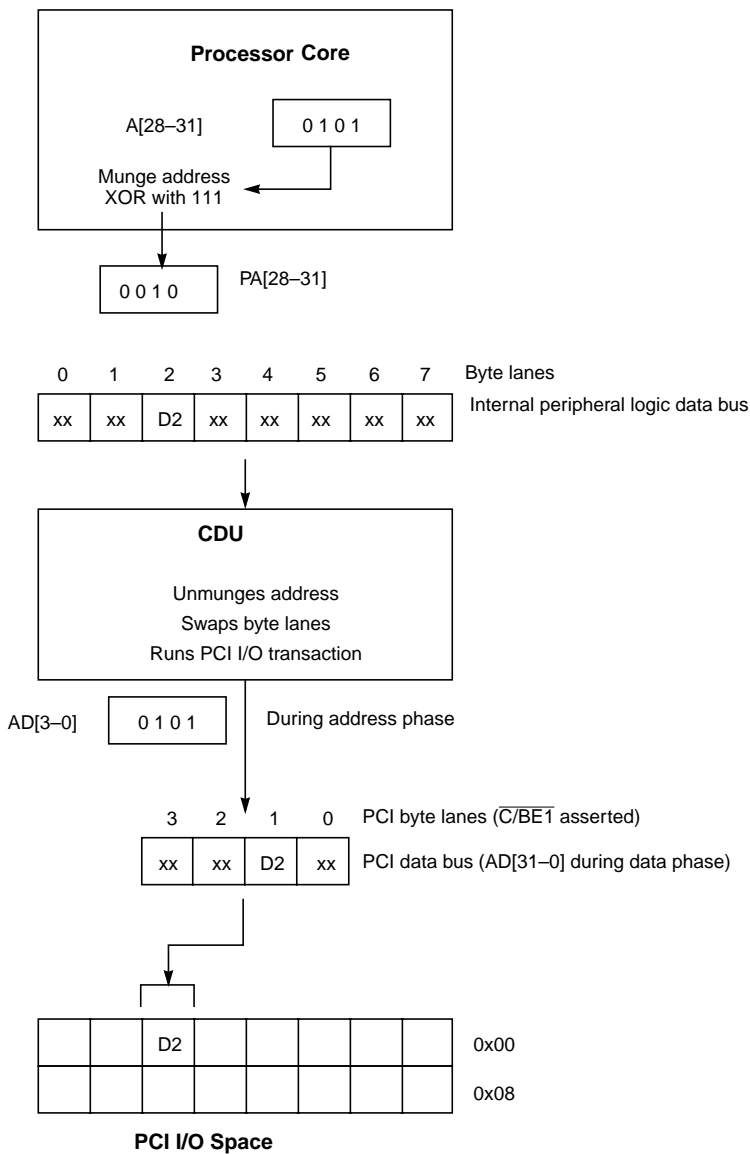 Processor Core
A[28–31]
0 1 0 1
Munge address
XOR with 111
0 0 1 0
PA[28–31]
0 1 2 3 4 5 6 7 Byte lanes
xx xx D2 xx xx xx xx xx Internal peripheral logic data bus
CDU
Unmunges address
Swaps byte lanes
Runs PCI I/O transaction
AD[3–0]
0 1 0 1
During address phase
3 2 1 0 PCI byte lanes (C/BE1 asserted)
xx xx D2 xx PCI data bus (AD[31–0] during data phase)
D2 0x00
0x08
PCI I/O Space